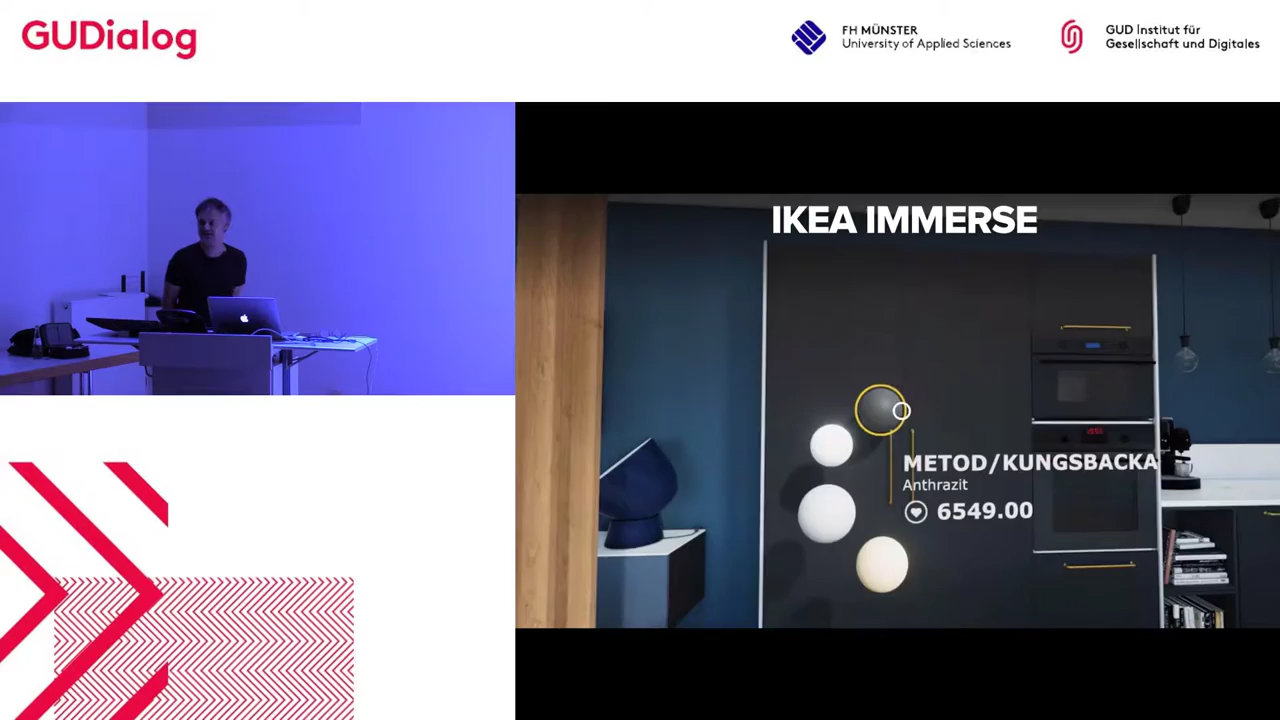 GUDialog
FH MÜNSTER
University of Applied Sciences
GUD Institut für
Gesellschaft und Digitales
IKEA IMMERSE
METOD/KUNGSBACKA
Anthrazit
6549.00